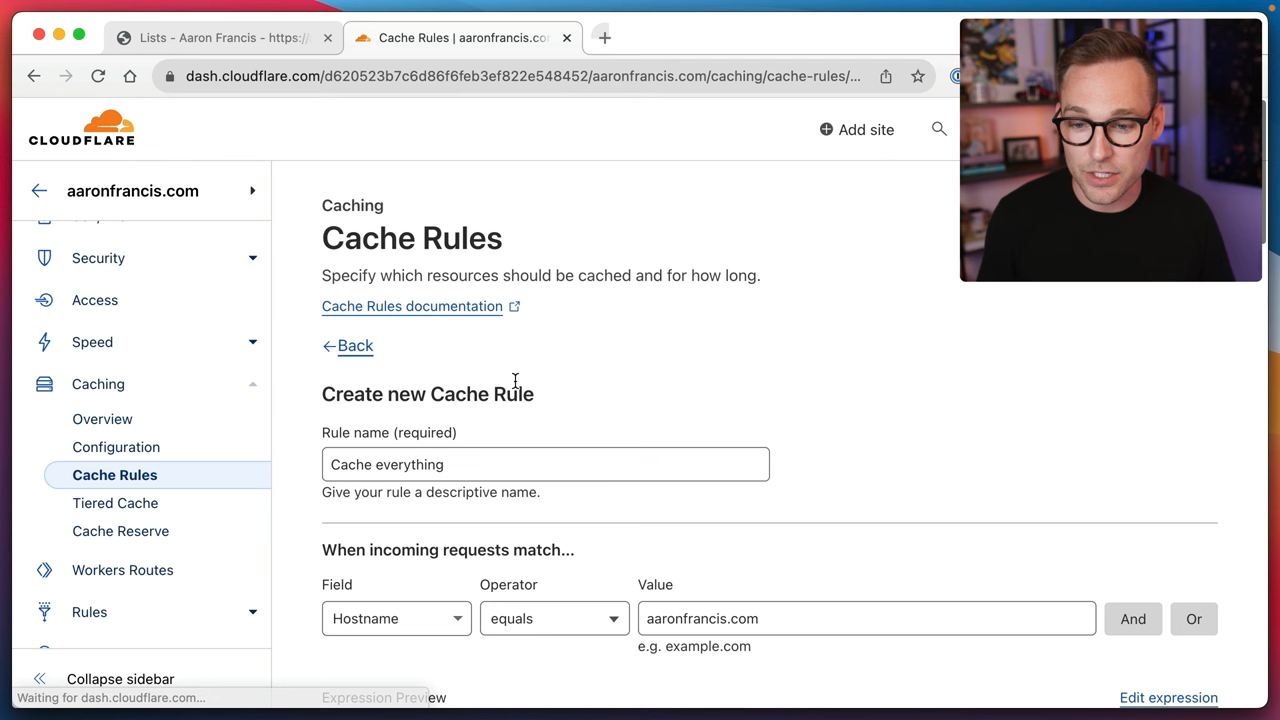 Lists - Aaron Francis - https:/
Cache Rules | aaronfrancis.co
dash.cloudflare.com/d620523b7c6d86f6feb3ef822e548452/aaronfrancis.com/caching/cache-rules/...
CLOUDFLARE
Add site
aaronfrancis.com
Security
Access
Speed
Caching
Overview
Configuration
Cache Rules
Tiered Cache
Cache Reserve
Workers Routes
Rules
Collapse sidebar
Waiting for dash.cloudflare.com...
Caching
Cache Rules
Specify which resources should be cached and for how long.
Cache Rules documentation
Back
Create new Cache Rule
Rule name (required)
Cache everything
Give your rule a descriptive name.
When incoming requests match...
Field Operator Value
Hostname equals aaronfrancis.com And Or
e.g. example.com
Expression Preview Edit expression